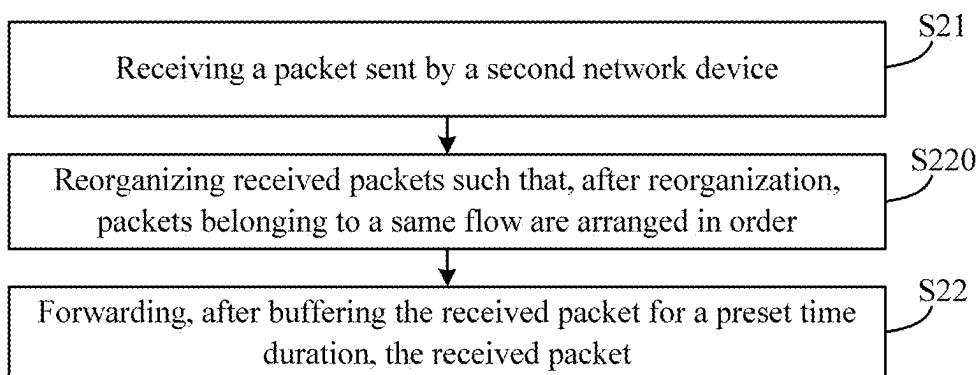 S21
Receiving a packet sent by a second network device
S220
Reorganizing received packets such that, after reorganization,
packets belonging to a same flow are arranged in order
S22
Forwarding, after buffering the received packet for a preset time
duration, the received packet